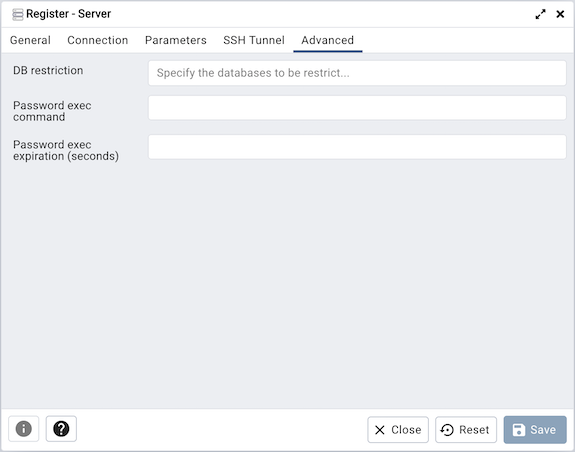 Register - Server
General Connection Parameters SSH Tunnel Advanced
DB restriction
Specify the databases to be restrict...
Password exec
command
Password exec
expiration (seconds)
Close Reset Save